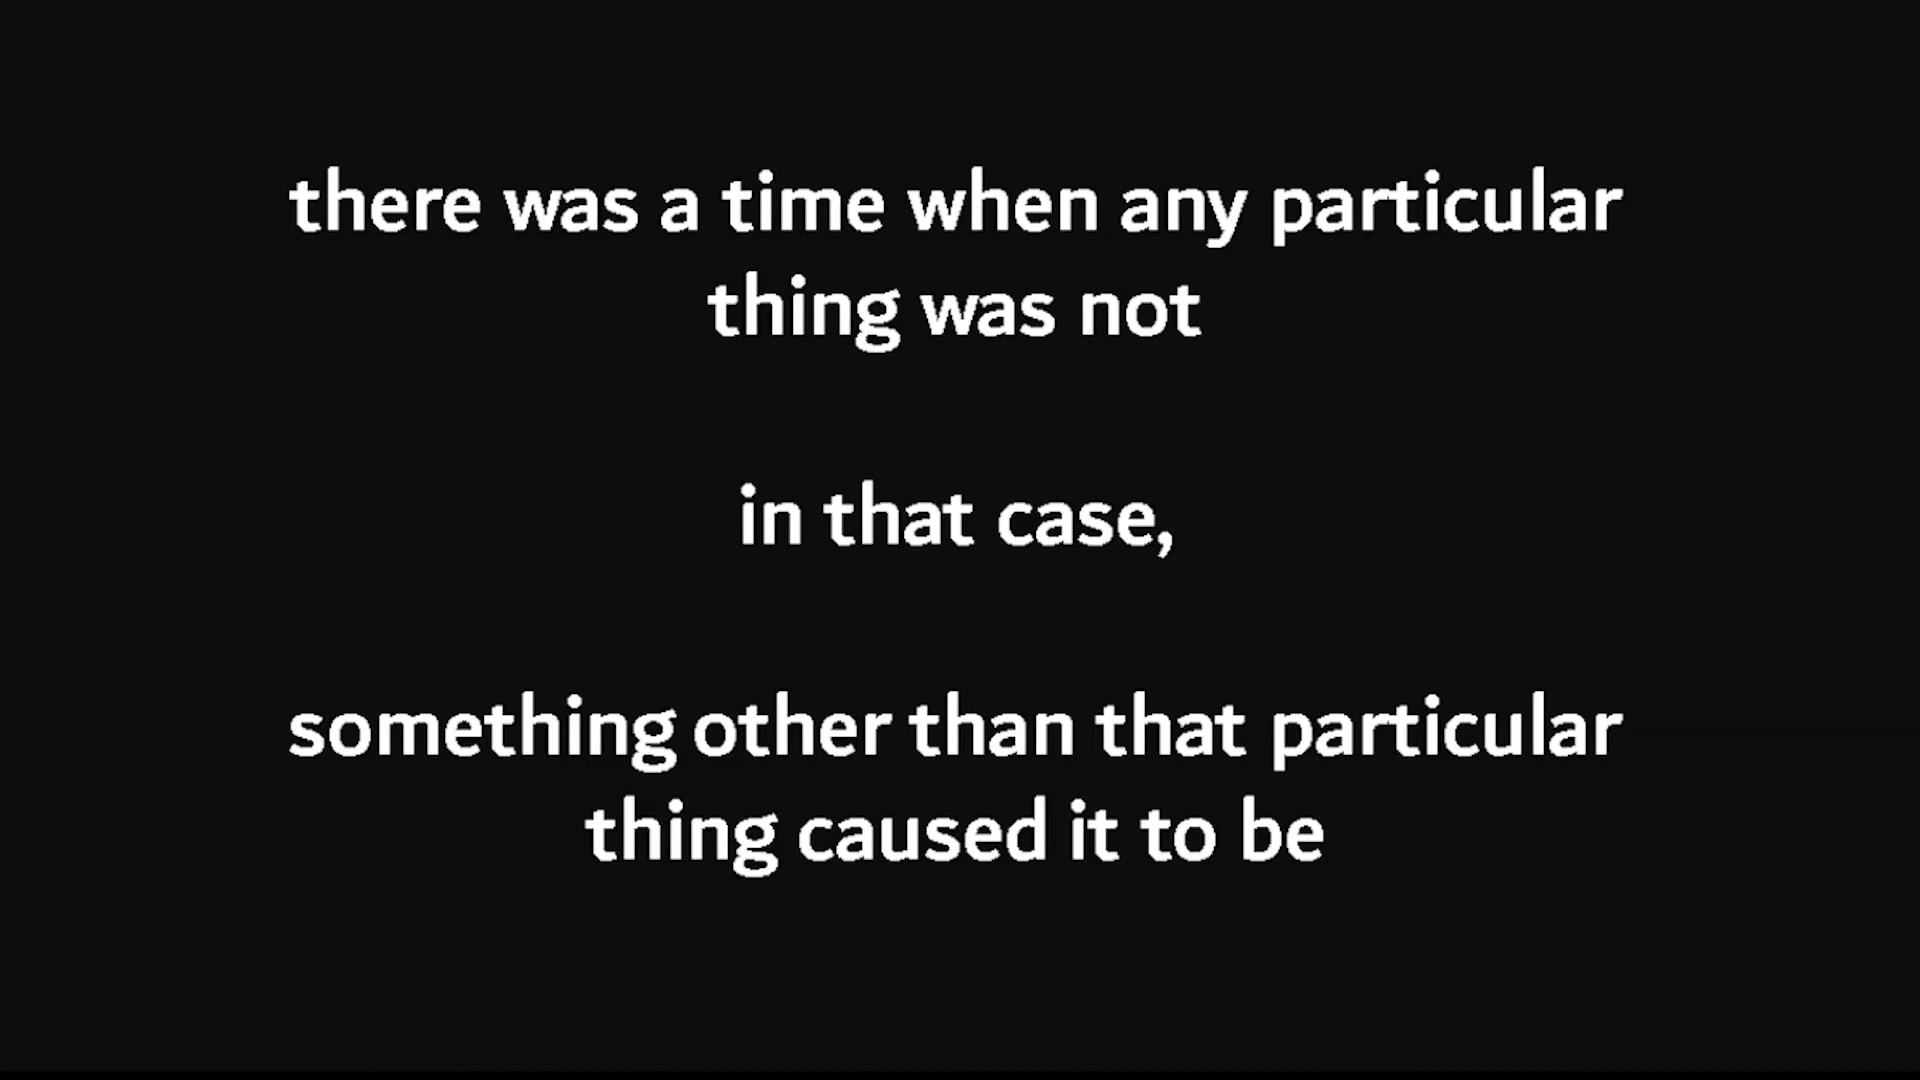 there was a time when any particular
thing was not
in that case,
something other than that particular
thing caused it to be